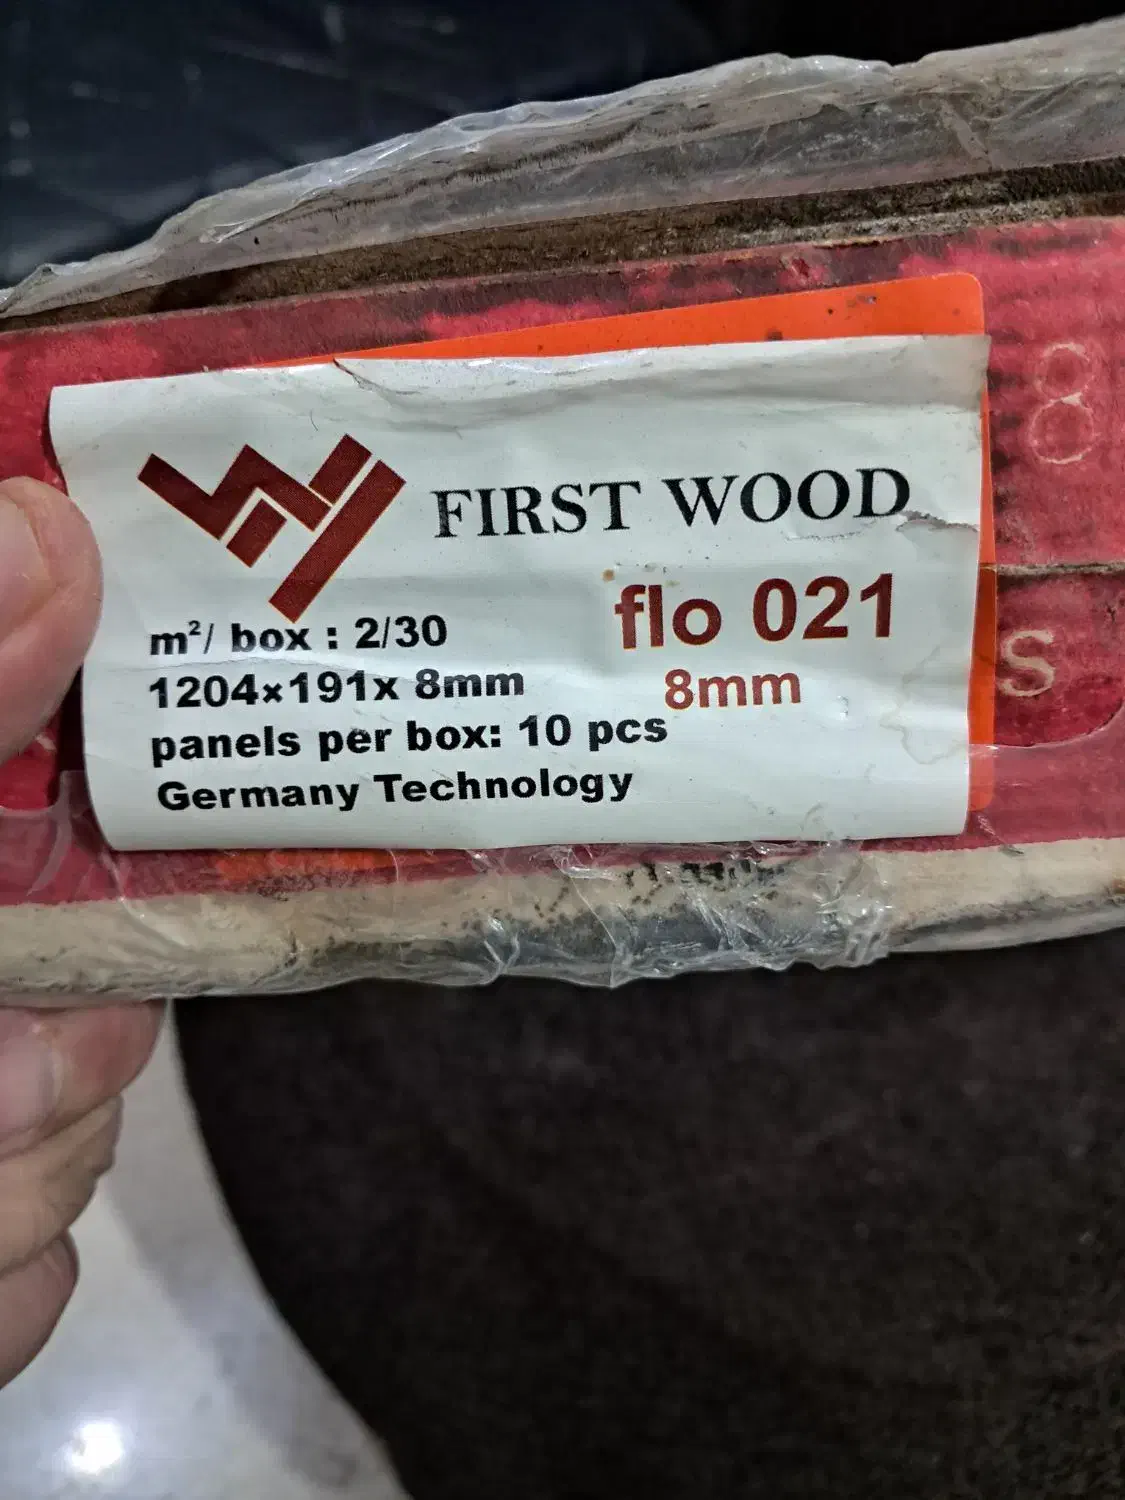 FIRST WOOD
flo 021
8mm
m²/ box : 2/30
1204×191x 8mm
panels per box: 10 pcs
Germany Technology
8
S